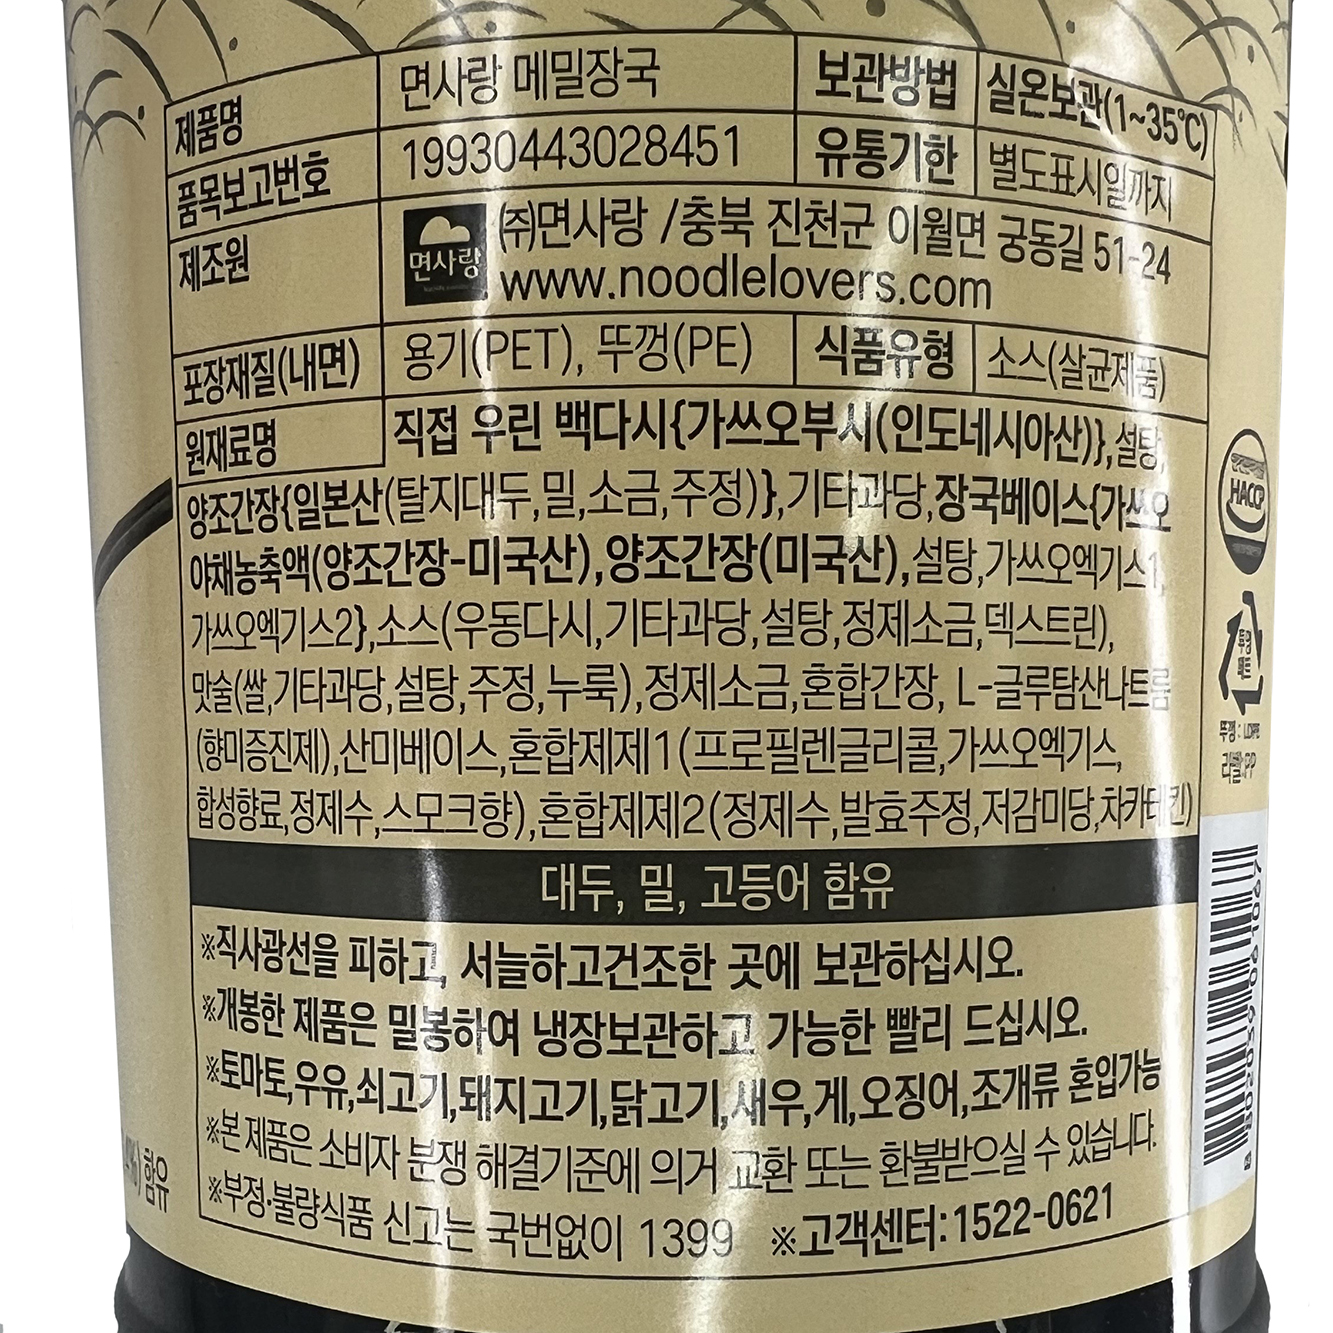 제품명 면사랑 메밀장국 보관방법 실온보관(1~35℃)
품목보고번호 19930443028451 유통기한 별도표시일까지
제조원 면사랑 ㈜면사랑 /충북 진천군 이월면 궁동길 51-24
www.noodlelovers.com
포장재질(내면) 용기(PET), 뚜껑(PE) 식품유형 소스(살균제품)
원재료명 직접 우린 백다시{가쓰오부시(인도네시아산)},설탕,
양조간장{일본산(탈지대두,밀,소금,주정)},기타과당,장국베이스{가쓰오
야채농축액(양조간장-미국산),양조간장(미국산),설탕,가쓰오엑기스1,
가쓰오엑기스2},소스(우동다시,기타과당,설탕,정제소금,덱스트린),
맛술(쌀,기타과당,설탕,주정,누룩),정제소금,혼합간장, L-글루탐산나트륨
(향미증진제),산미베이스,혼합제제1(프로필렌글리콜,가쓰오엑기스,
합성향료,정제수,스모크향),혼합제제2(정제수,발효주정,저감미당,차카테킨)
대두, 밀, 고등어 함유
※직사광선을 피하고, 서늘하고건조한 곳에 보관하십시오.
※개봉한 제품은 밀봉하여 냉장보관하고 가능한 빨리 드십시오.
※토마토,우유,쇠고기,돼지고기,닭고기,새우,게,오징어,조개류 혼입가능
※본 제품은 소비자 분쟁 해결기준에 의거 교환 또는 환불받으실 수 있습니다.
※부정·불량식품 신고는 국번없이 1399 ※고객센터:1522-0621
HACCP
뚜껑 : LDPE
라벨:PP
함유